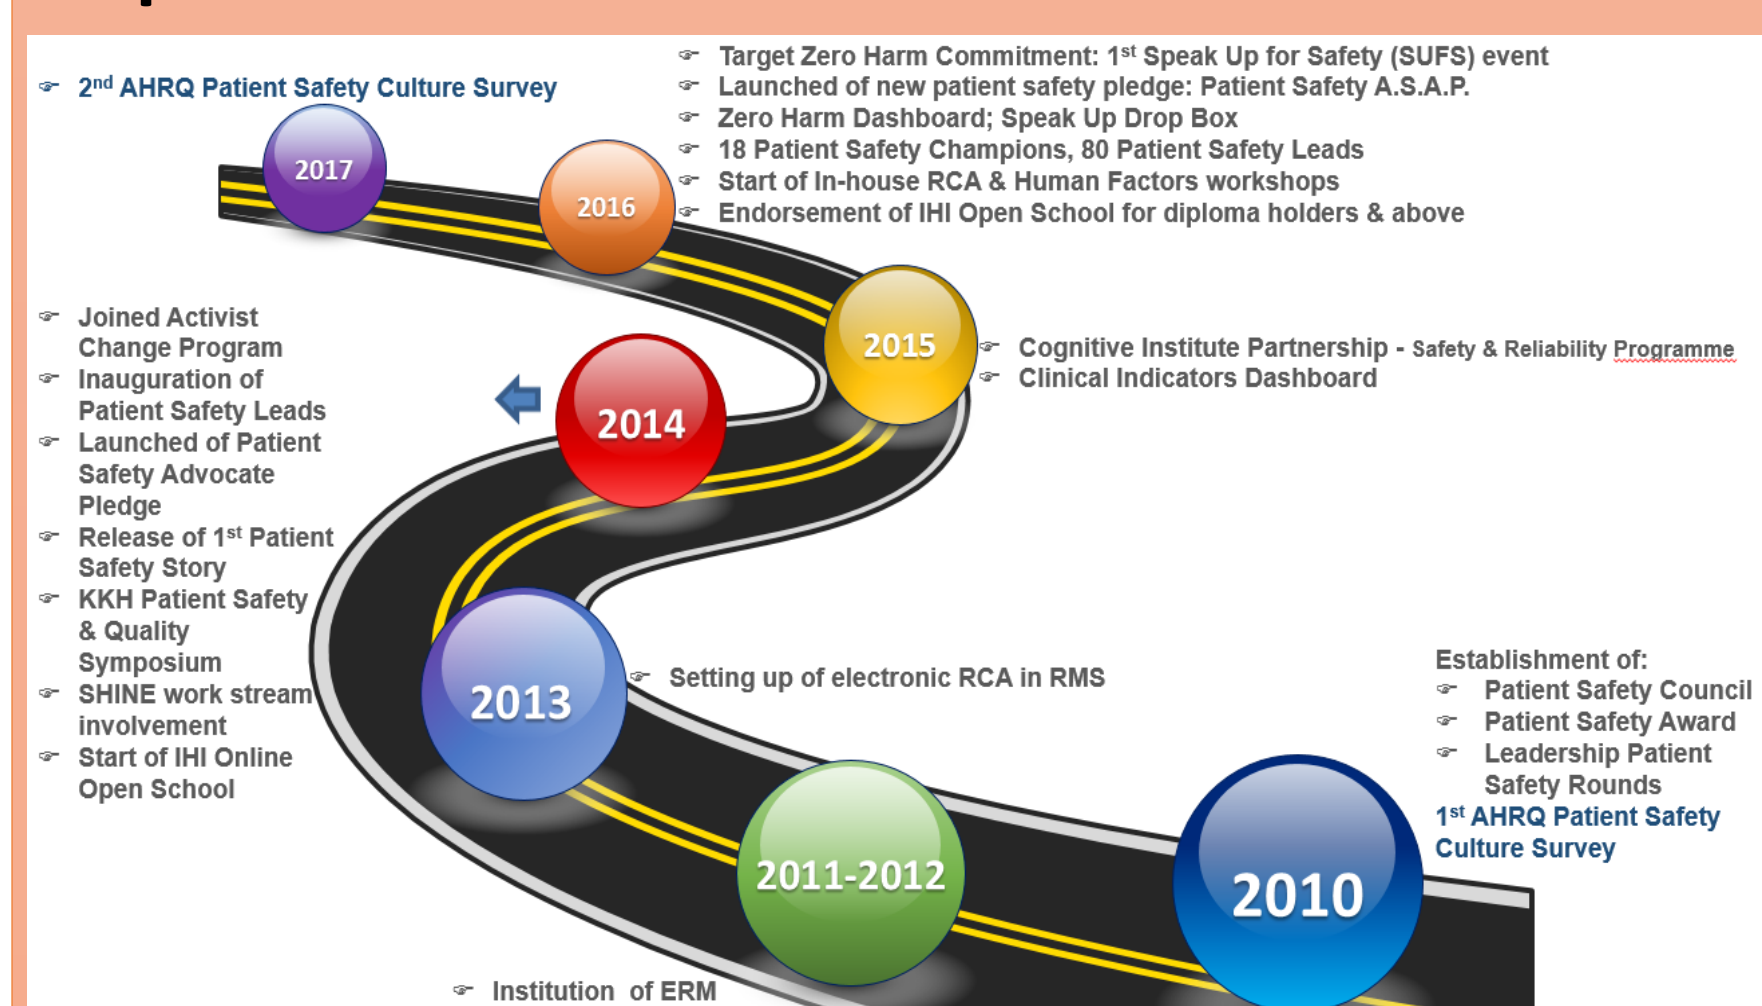 2nd AHRQ Patient Safety Culture Survey
Target Zero Harm Commitment: 1st Speak Up for Safety (SUFS) event
Launched of new patient safety pledge: Patient Safety A.S.A.P.
Zero Harm Dashboard; Speak Up Drop Box
18 Patient Safety Champions, 80 Patient Safety Leads
Start of In-house RCA & Human Factors workshops
Endorsement of IHI Open School for diploma holders & above
2017
2016
2015
Cognitive Institute Partnership - Safety & Reliability Programme
Clinical Indicators Dashboard
2014
Joined Activist
Change Program
Inauguration of
Patient Safety Leads
Launched of Patient
Safety Advocate
Pledge
Release of 1st Patient
Safety Story
KKH Patient Safety
& Quality
Symposium
SHINE work stream
involvement
Start of IHI Online
Open School
2013
Setting up of electronic RCA in RMS
2011-2012
Institution of ERM
2010
Establishment of:
Patient Safety Council
Patient Safety Award
Leadership Patient
Safety Rounds
1st AHRQ Patient Safety
Culture Survey